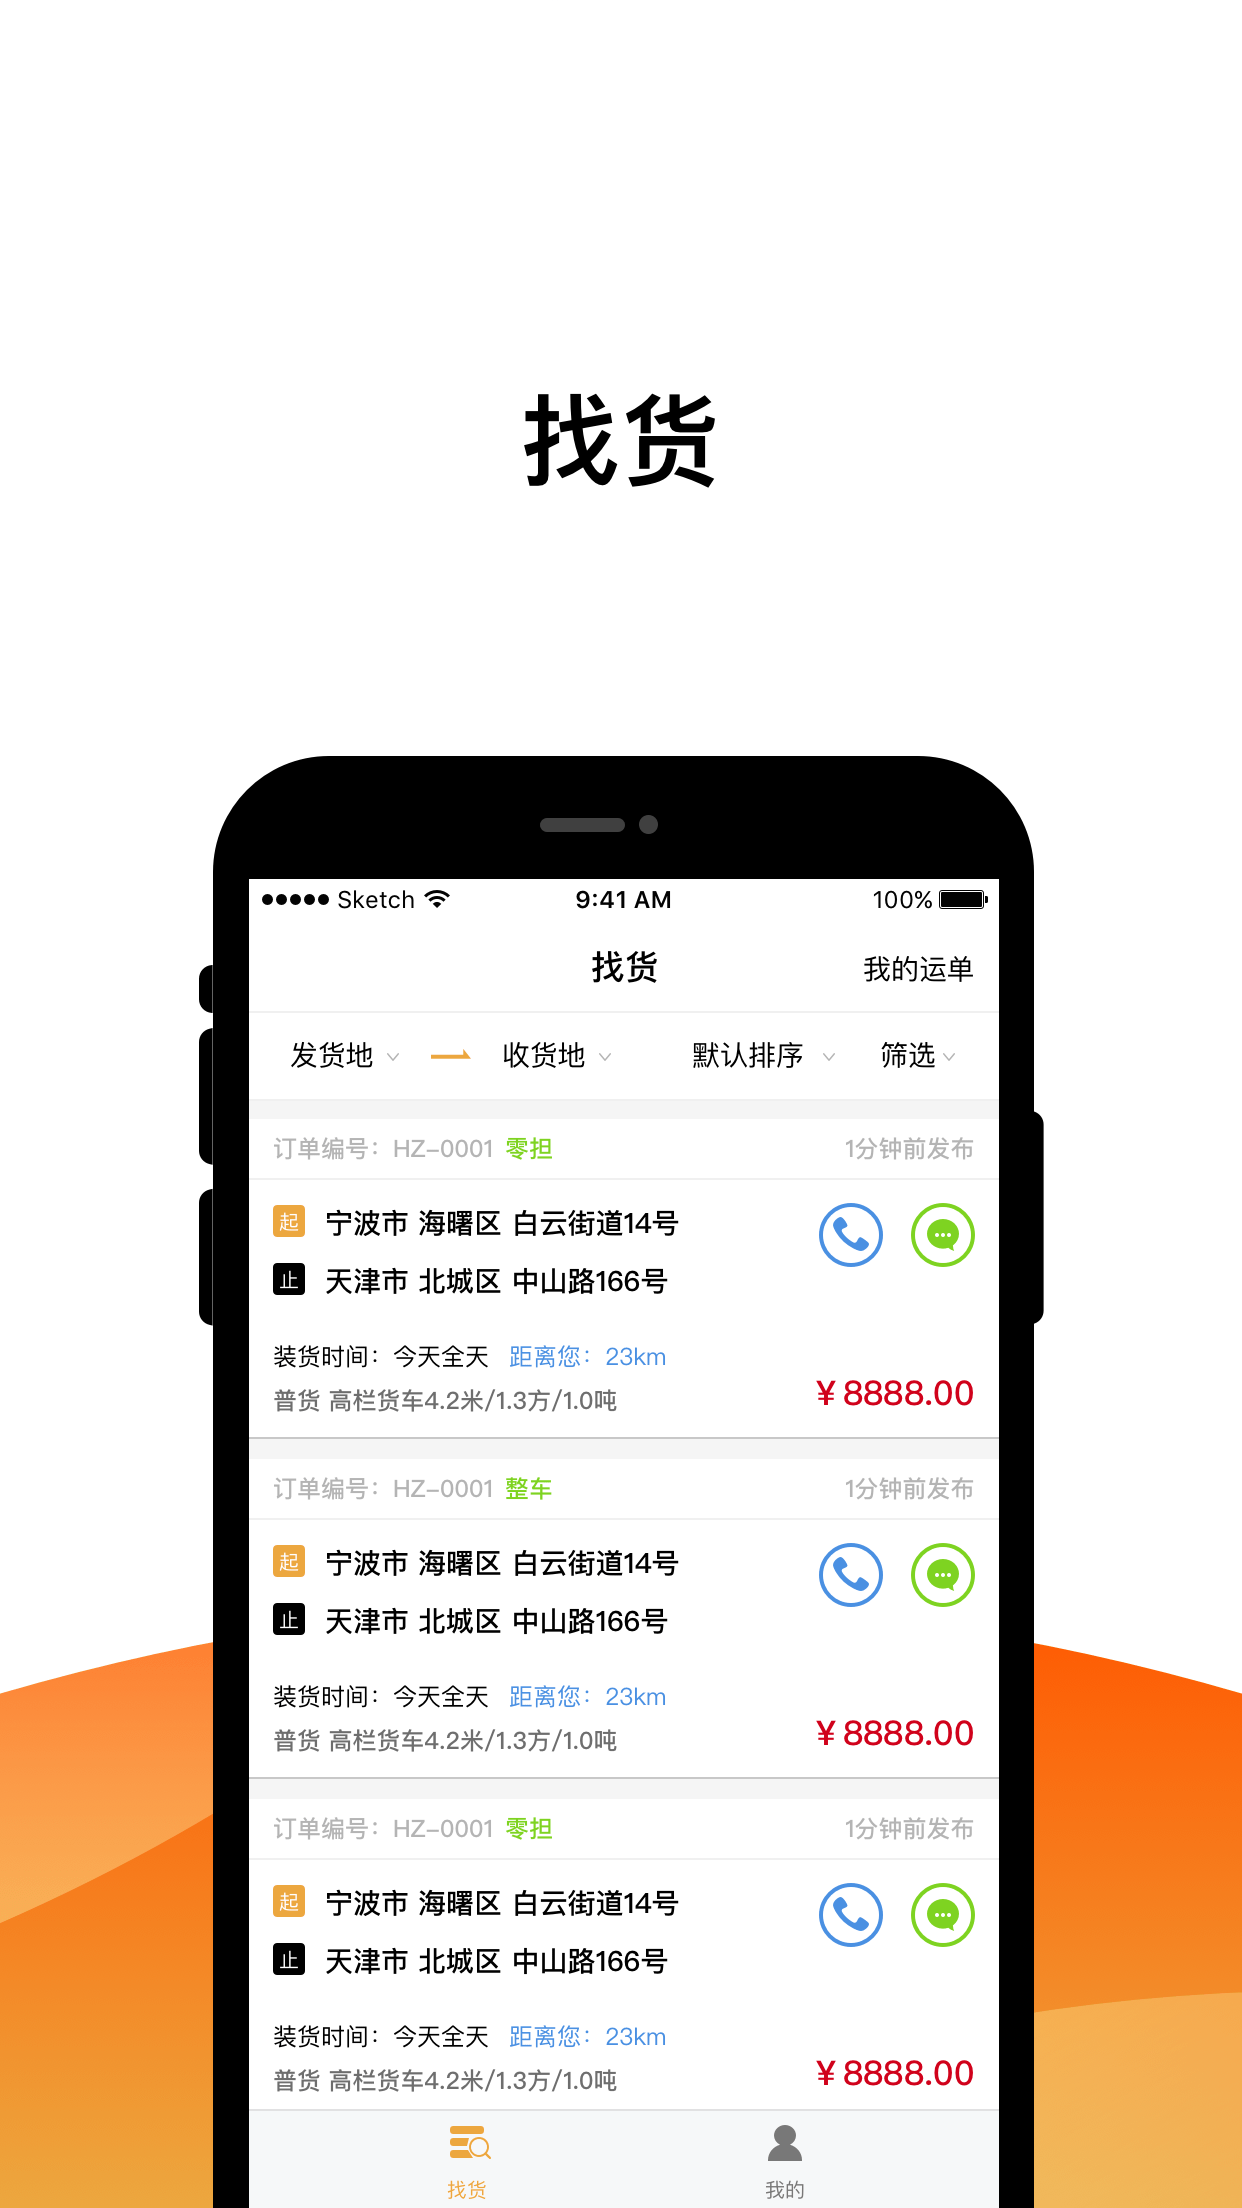 找货
Sketch 9:41 AM 100%
找货 我的运单
发货地 收货地 默认排序 筛选
订单编号：HZ-0001 零担 1分钟前发布
起 宁波市 海曙区 白云街道14号
止 天津市 北城区 中山路166号
装货时间：今天全天 距离您：23km
普货 高栏货车4.2米/1.3方/1.0吨 ¥ 8888.00
订单编号：HZ-0001 整车 1分钟前发布
起 宁波市 海曙区 白云街道14号
止 天津市 北城区 中山路166号
装货时间：今天全天 距离您：23km
普货 高栏货车4.2米/1.3方/1.0吨 ¥ 8888.00
订单编号：HZ-0001 零担 1分钟前发布
起 宁波市 海曙区 白云街道14号
止 天津市 北城区 中山路166号
装货时间：今天全天 距离您：23km
普货 高栏货车4.2米/1.3方/1.0吨 ¥ 8888.00
找货 我的